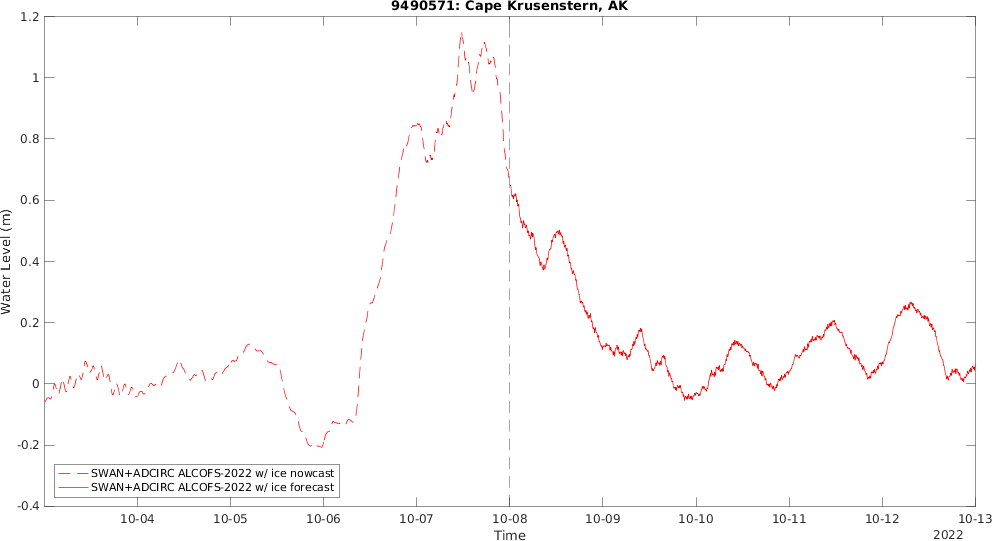 9490571: Cape Krusenstern, AK
1.2
1
0.8
0.6
0.4
0.2
0
-0.2
-0.4
Water Level (m)
SWAN+ADCIRC ALCOFS-2022 w/ ice nowcast
SWAN+ADCIRC ALCOFS-2022 w/ ice forecast
10-04 10-05 10-06 10-07 10-08 10-09 10-10 10-11 10-12 10-13
Time
2022